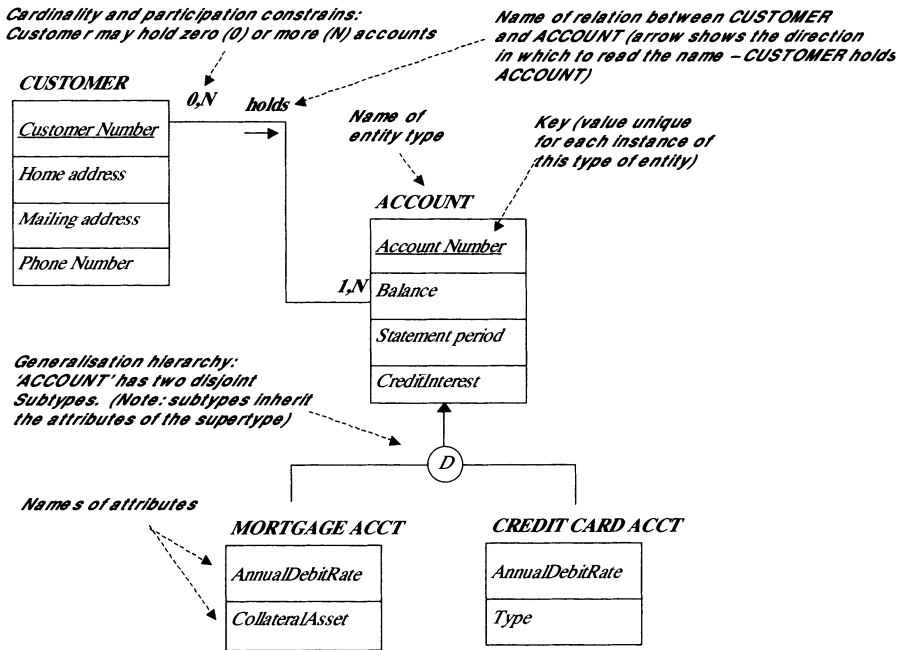 Cardinality and participation constrains:
Customer may hold zero (0) or more (N) accounts
Name of relation between CUSTOMER
and ACCOUNT (arrow shows the direction
in which to read the name – CUSTOMER holds
ACCOUNT)
CUSTOMER
0,N
holds
Customer Number
Home address
Mailing address
Phone Number
Name of
entity type
Key (value unique
for each instance of
this type of entity)
ACCOUNT
Account Number
1,N
Balance
Statement period
CreditInterest
Generalisation hierarchy:
'ACCOUNT' has two disjoint
Subtypes. (Note: subtypes inherit
the attributes of the supertype)
D
Names of attributes
MORTGAGE ACCT
AnnualDebitRate
CollateralAsset
CREDIT CARD ACCT
AnnualDebitRate
Type